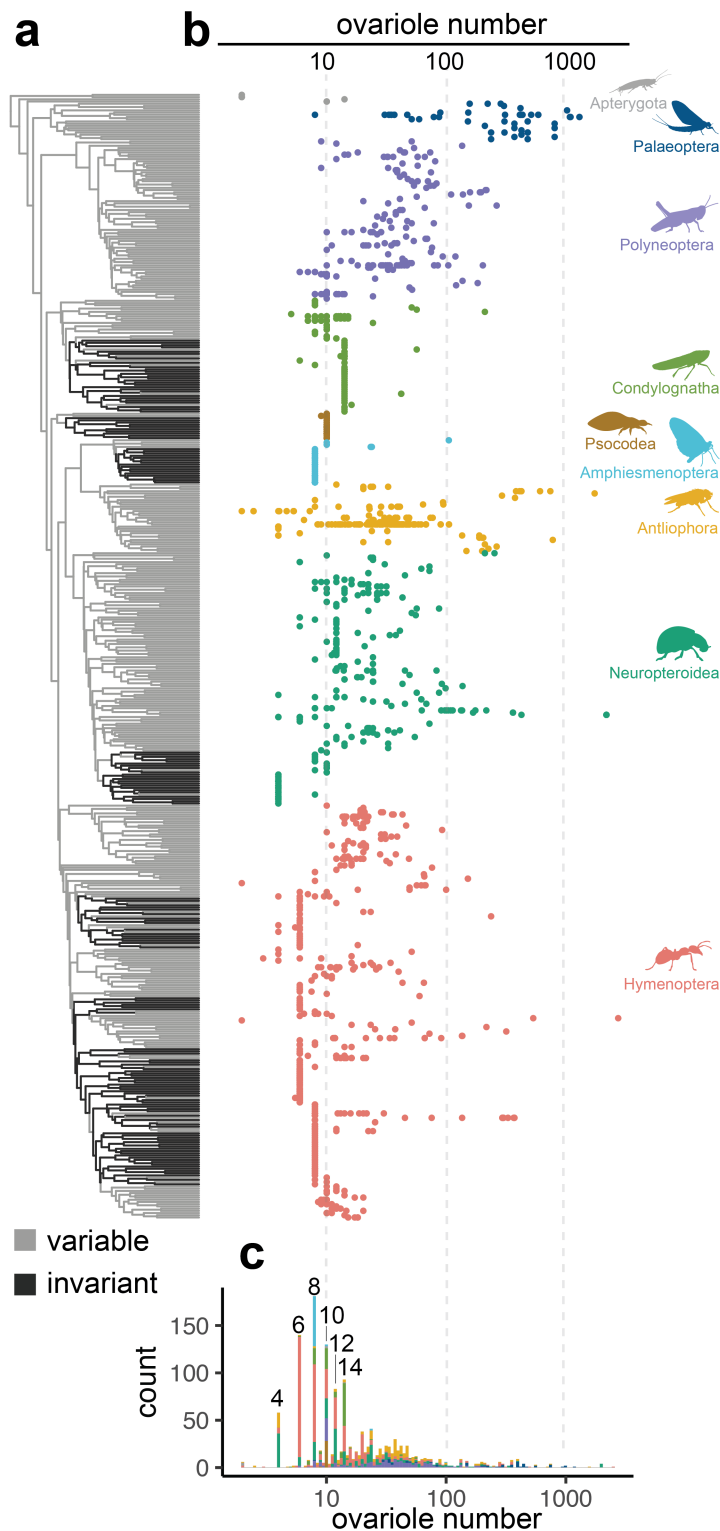 a
b
ovariole number
10 100 1000
Apterygota
Palaeoptera
Polyneoptera
Condylognatha
Psocodea
Amphiesmenoptera
Antliophora
Neuropteroidea
Hymenoptera
variable
invariant
c
8
10
6
12
14
4
150
100
50
0
count
10 100 1000
ovariole number